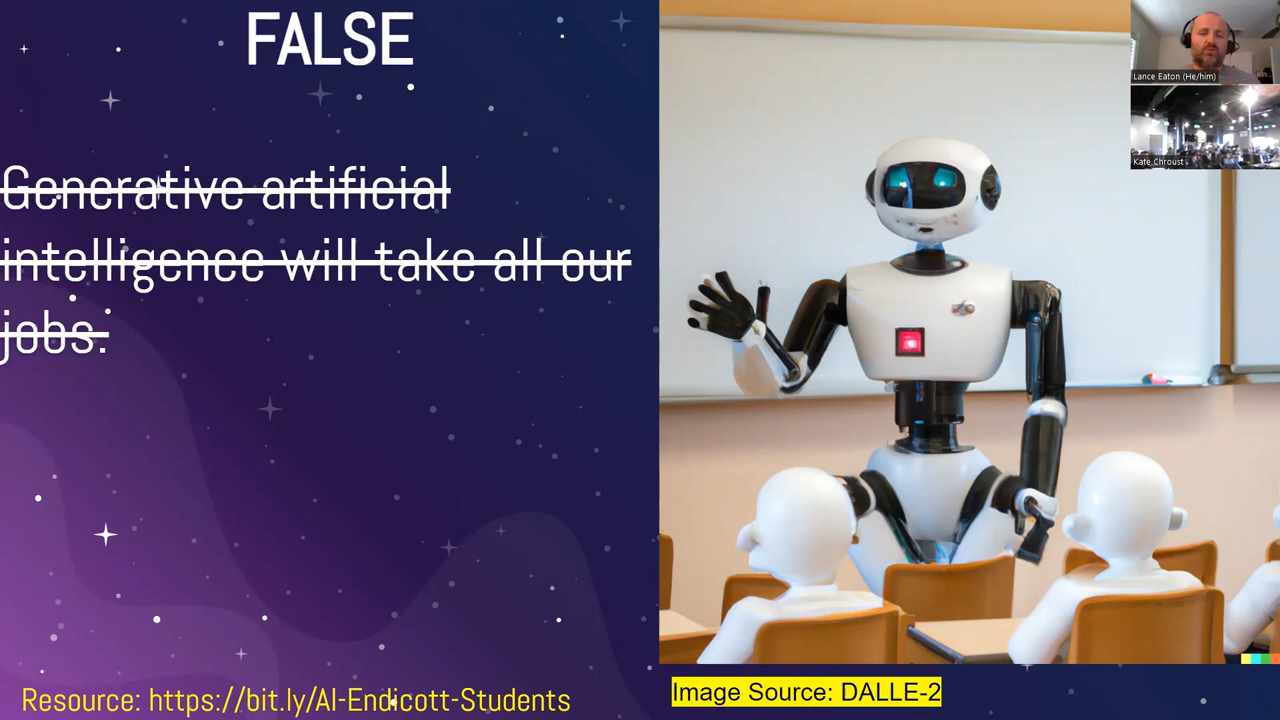 FALSE
Generative artificial
intelligence will take all our
jobs.
Resource: https://bit.ly/AI-Endicott-Students
Image Source: DALLE-2
Lance Eaton (He/him)
Kate Chroust